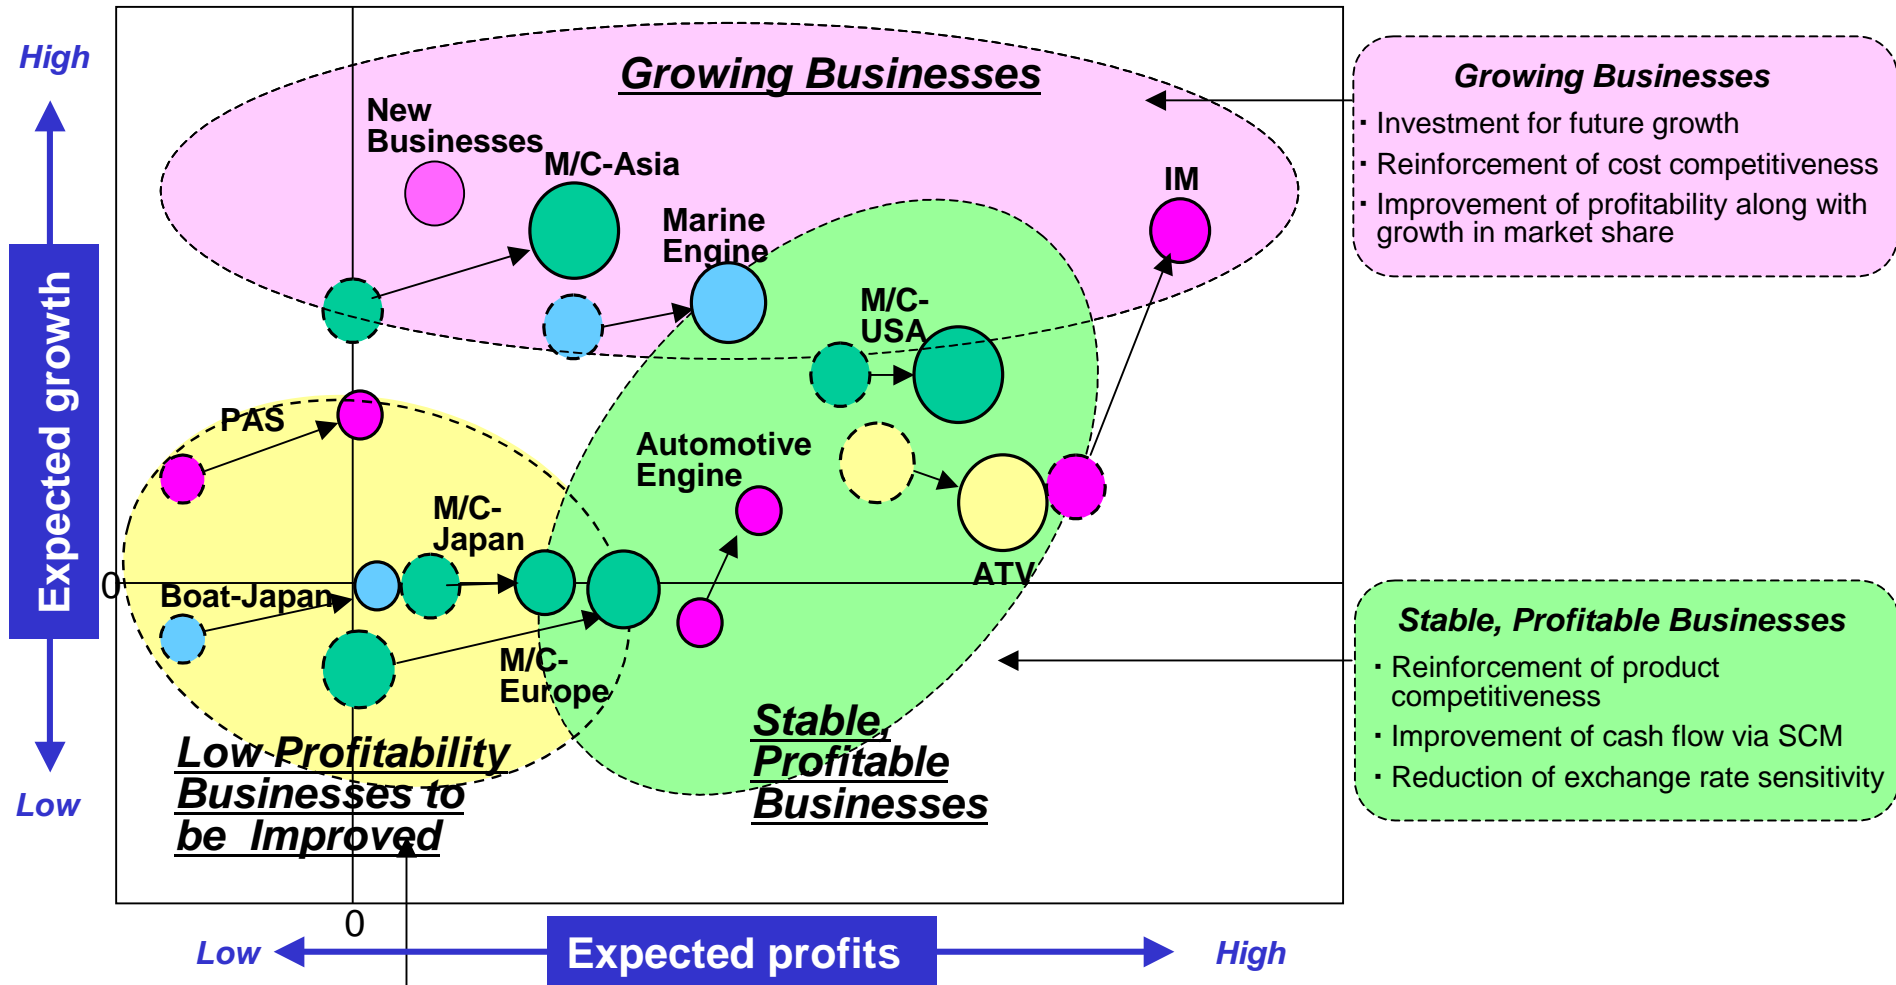 High
Expected growth
Low
0
0
Low
Expected profits
High
Growing Businesses
New
Businesses
M/C-Asia
Marine
Engine
IM
M/C-
USA
PAS
Automotive
Engine
M/C-
Japan
ATV
Boat-Japan
M/C-
Europe
Low Profitability
Businesses to
be Improved
Stable,
Profitable
Businesses
Growing Businesses
・Investment for future growth
・Reinforcement of cost competitiveness
・Improvement of profitability along with
growth in market share
Stable, Profitable Businesses
・Reinforcement of product
competitiveness
・Improvement of cash flow via SCM
・Reduction of exchange rate sensitivity